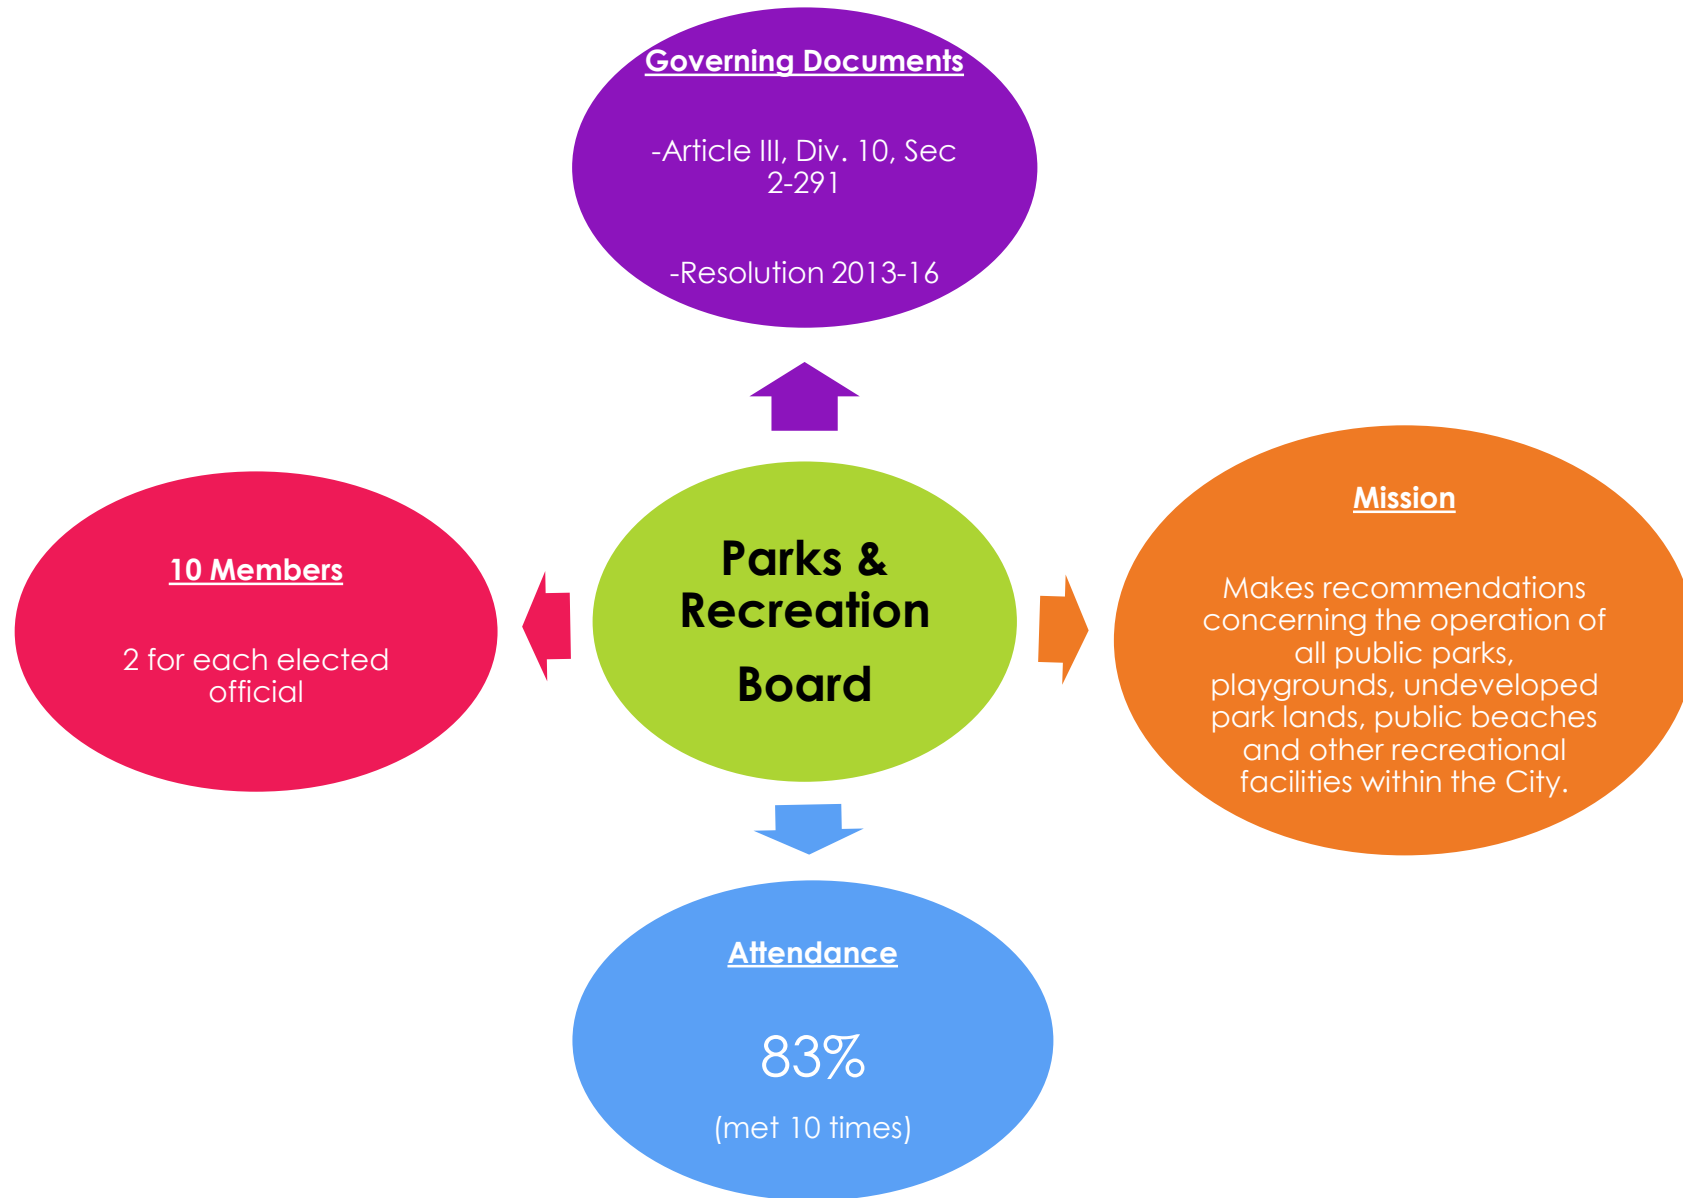 Governing Documents
-Article III, Div. 10, Sec
2-291
-Resolution 2013-16
10 Members
2 for each elected
official
Parks &
Recreation
Board
Mission
Makes recommendations
concerning the operation of
all public parks,
playgrounds, undeveloped
park lands, public beaches
and other recreational
facilities within the City.
Attendance
83%
(met 10 times)